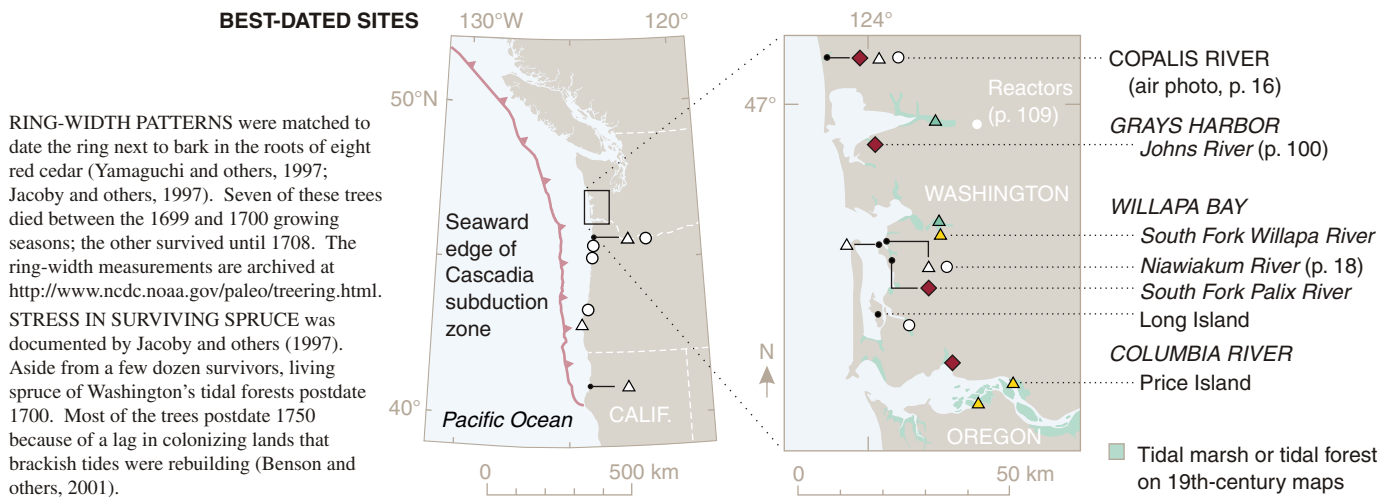 BEST-DATED SITES
RING-WIDTH PATTERNS were matched to
date the ring next to bark in the roots of eight
red cedar (Yamaguchi and others, 1997;
Jacoby and others, 1997). Seven of these trees
died between the 1699 and 1700 growing
seasons; the other survived until 1708. The
ring-width measurements are archived at
http://www.ncdc.noaa.gov/paleo/treering.html.
STRESS IN SURVIVING SPRUCE was
documented by Jacoby and others (1997).
Aside from a few dozen survivors, living
spruce of Washington's tidal forests postdate
1700. Most of the trees postdate 1750
because of a lag in colonizing lands that
brackish tides were rebuilding (Benson and
others, 2001).
130°W
120°
50°N
40°
Seaward
edge of
Cascadia
subduction
zone
Pacific Ocean
CALIF.
0 500 km
124°
47°
Reactors
(p. 109)
WASHINGTON
N
OREGON
0 50 km
COPALIS RIVER
(air photo, p. 16)
GRAYS HARBOR
Johns River (p. 100)
WILLAPA BAY
South Fork Willapa River
Niawiakum River (p. 18)
South Fork Palix River
Long Island
COLUMBIA RIVER
Price Island
Tidal marsh or tidal forest
on 19th-century maps